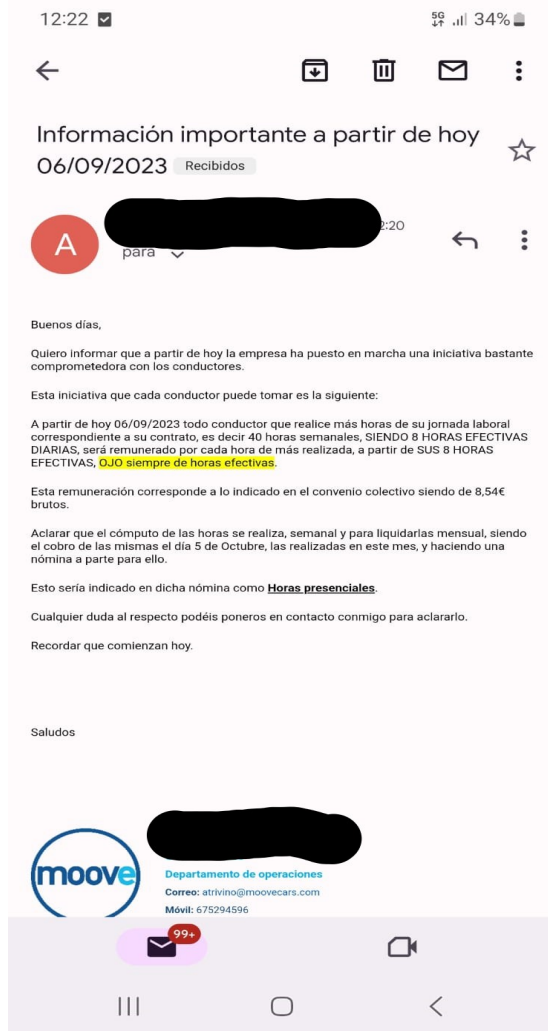 12:22
5G
34%
Información importante a partir de hoy
06/09/2023 Recibidos
:20
A
para
Buenos días,
Quiero informar que a partir de hoy la empresa ha puesto en marcha una iniciativa bastante
comprometedora con los conductores.
Esta iniciativa que cada conductor puede tomar es la siguiente:
A partir de hoy 06/09/2023 todo conductor que realice más horas de su jornada laboral
correspondiente a su contrato, es decir 40 horas semanales, SIENDO 8 HORAS EFECTIVAS
DIARIAS, será remunerado por cada hora de más realizada, a partir de SUS 8 HORAS
EFECTIVAS, OJO siempre de horas efectivas.
Esta remuneración corresponde a lo indicado en el convenio colectivo siendo de 8,54€
brutos.
Aclarar que el cómputo de las horas se realiza, semanal y para liquidarlas mensual, siendo
el cobro de las mismas el día 5 de Octubre, las realizadas en este mes, y haciendo una
nómina a parte para ello.
Esto sería indicado en dicha nómina como Horas presenciales.
Cualquier duda al respecto podéis poneros en contacto conmigo para aclararlo.
Recordar que comienzan hoy.
Saludos
moove
Departamento de operaciones
Correo: atrivino@moovecars.com
Móvil: 675294596
99+